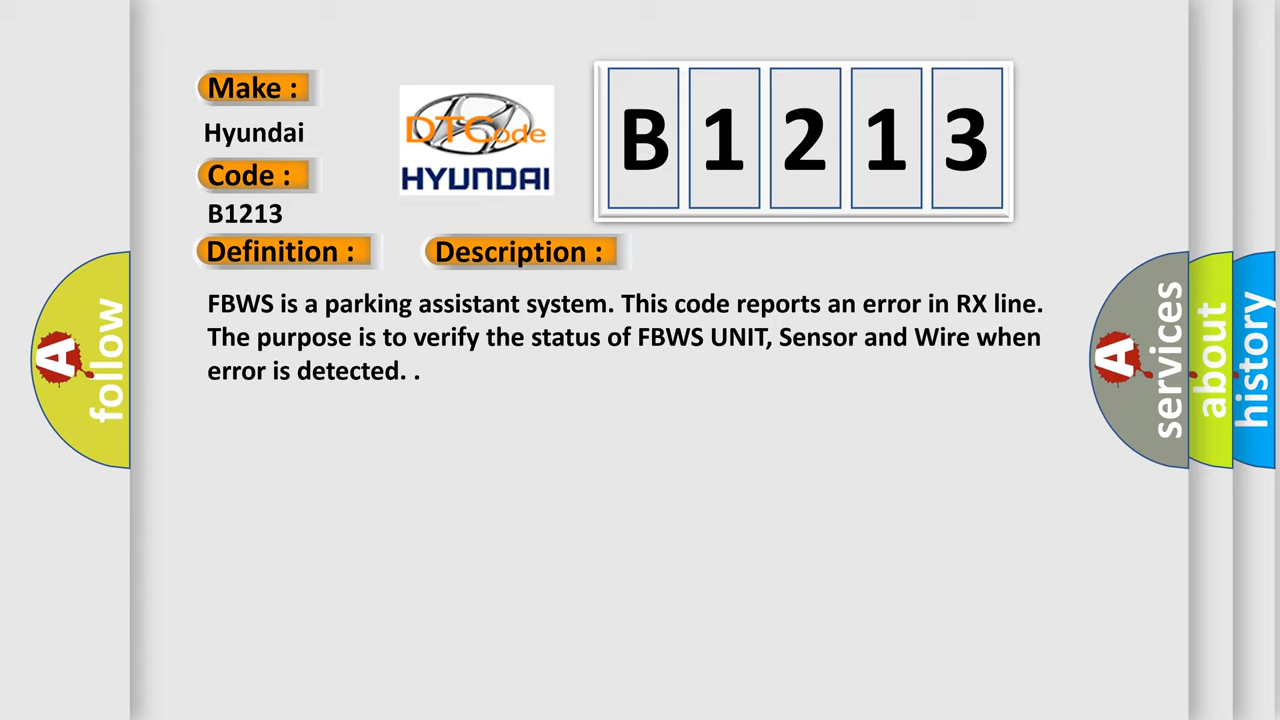 Make :
Hyundai
Code :
B1213
DTCode
HYUNDAI
B 1 2 1 3
Definition :
Description :
FBWS is a parking assistant system. This code reports an error in RX line.
The purpose is to verify the status of FBWS UNIT, Sensor and Wire when
error is detected. .
A follow
A services
about
history